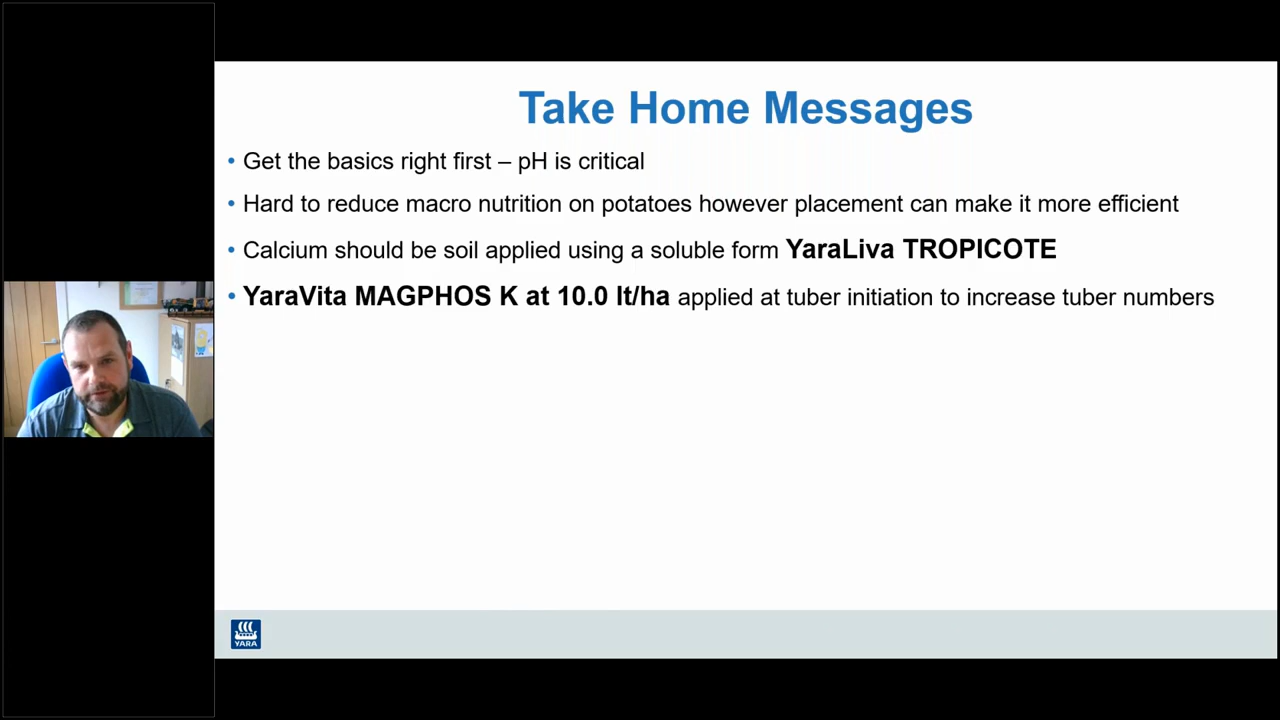 Take Home Messages
• Get the basics right first – pH is critical
• Hard to reduce macro nutrition on potatoes however placement can make it more efficient
• Calcium should be soil applied using a soluble form YaraLiva TROPICOTE
• YaraVita MAGPHOS K at 10.0 lt/ha applied at tuber initiation to increase tuber numbers
YARA